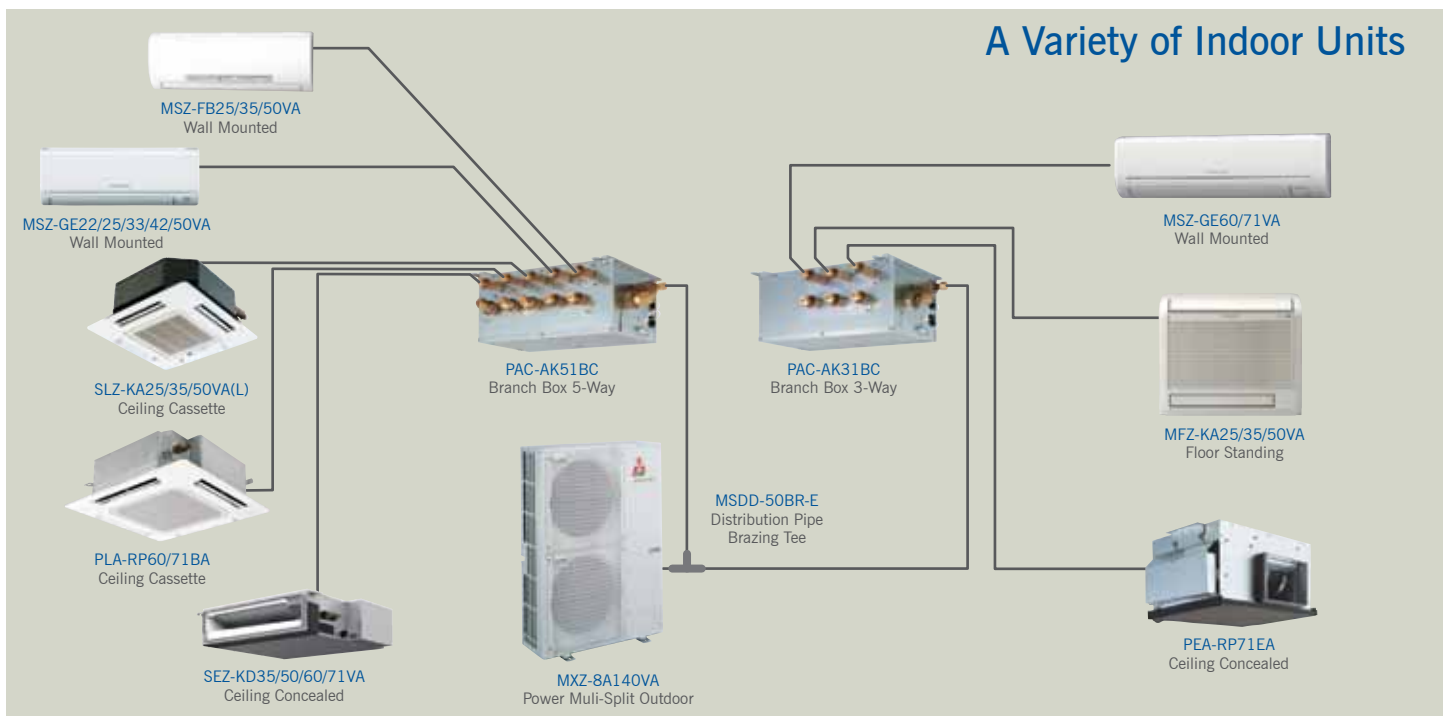 A Variety of Indoor Units
MSZ-FB25/35/50VA
Wall Mounted
MSZ-GE22/25/33/42/50VA
Wall Mounted
SLZ-KA25/35/50VA(L)
Ceiling Cassette
PLA-RP60/71BA
Ceiling Cassette
SEZ-KD35/50/60/71VA
Ceiling Concealed
PAC-AK51BC
Branch Box 5-Way
PAC-AK31BC
Branch Box 3-Way
MSDD-50BR-E
Distribution Pipe
Brazing Tee
MXZ-8A140VA
Power Muli-Split Outdoor
MSZ-GE60/71VA
Wall Mounted
MFZ-KA25/35/50VA
Floor Standing
PEA-RP71EA
Ceiling Concealed